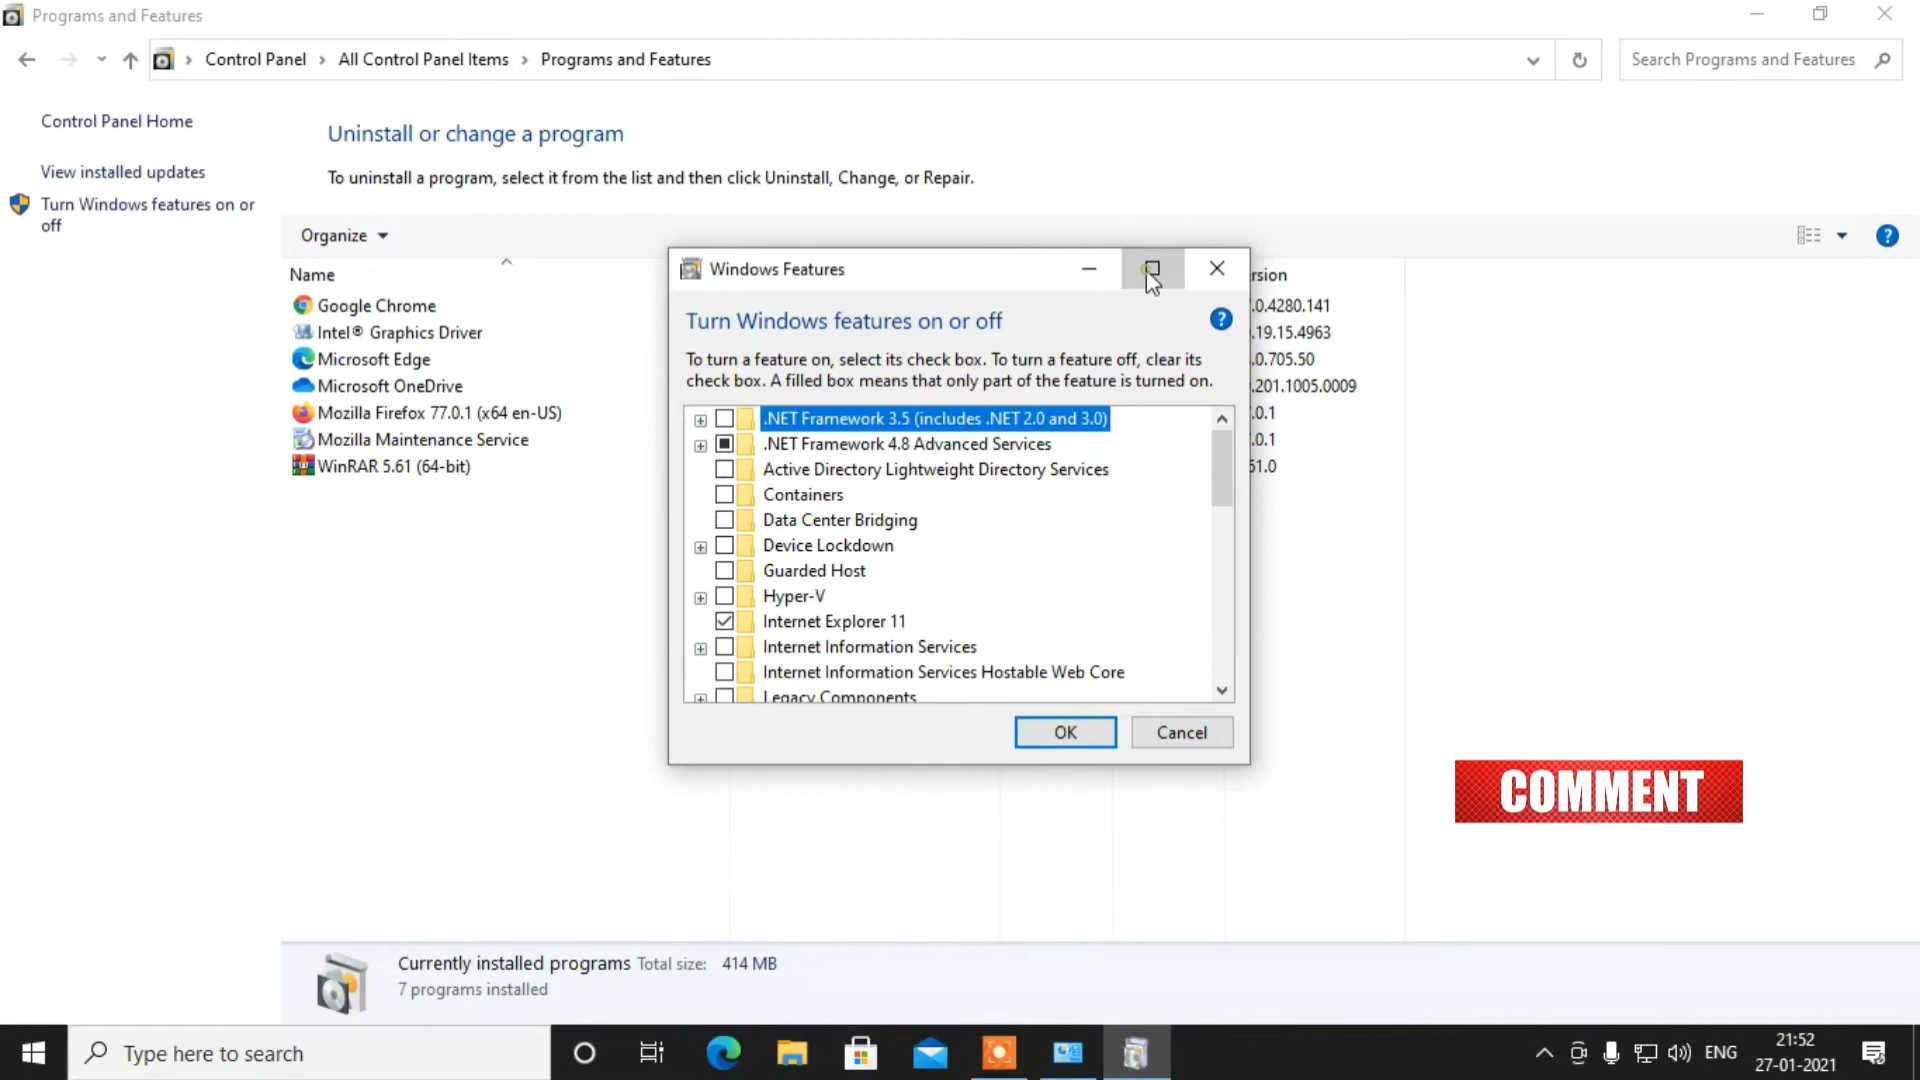 Programs and Features
Control Panel > All Control Panel Items > Programs and Features
Search Programs and Features
Control Panel Home
View installed updates
Turn Windows features on or
off
Uninstall or change a program
To uninstall a program, select it from the list and then click Uninstall, Change, or Repair.
Organize
Name
Google Chrome
Intel® Graphics Driver
Microsoft Edge
Microsoft OneDrive
Mozilla Firefox 77.0.1 (x64 en-US)
Mozilla Maintenance Service
WinRAR 5.61 (64-bit)
rsion
.0.4280.141
.19.15.4963
.0.705.50
.201.1005.0009
.0.1
.0.1
61.0
Windows Features
Turn Windows features on or off
To turn a feature on, select its check box. To turn a feature off, clear its
check box. A filled box means that only part of the feature is turned on.
.NET Framework 3.5 (includes .NET 2.0 and 3.0)
.NET Framework 4.8 Advanced Services
Active Directory Lightweight Directory Services
Containers
Data Center Bridging
Device Lockdown
Guarded Host
Hyper-V
Internet Explorer 11
Internet Information Services
Internet Information Services Hostable Web Core
Legacy Components
OK
Cancel
COMMENT
Currently installed programs Total size: 414 MB
7 programs installed
Type here to search
ENG
21:52
27-01-2021